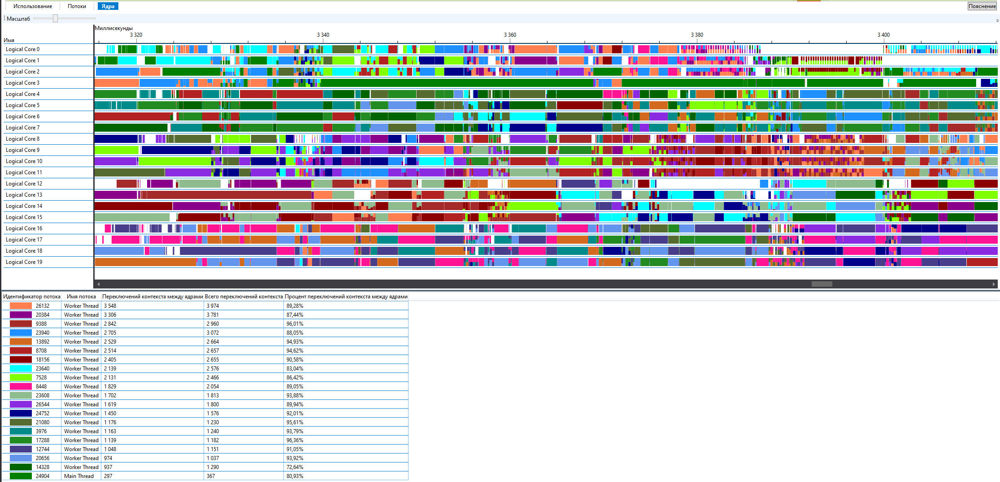 Использование Потоки Ядра Пояснение
Масштаб
Миллисекунды
3 320 3 340 3 360 3 380 3 400
Имя
Logical Core 0
Logical Core 1
Logical Core 2
Logical Core 3
Logical Core 4
Logical Core 5
Logical Core 6
Logical Core 7
Logical Core 8
Logical Core 9
Logical Core 10
Logical Core 11
Logical Core 12
Logical Core 13
Logical Core 14
Logical Core 15
Logical Core 16
Logical Core 17
Logical Core 18
Logical Core 19
Идентификатор потока Имя потока Переключений контекста между ядрами Всего переключений контекста Процент переключений контекста между ядрами
26132 Worker Thread 3 548 3 974 89,28%
20384 Worker Thread 3 306 3 781 87,44%
9388 Worker Thread 2 842 2 960 96,01%
23940 Worker Thread 2 705 3 072 88,05%
13892 Worker Thread 2 529 2 664 94,93%
8708 Worker Thread 2 514 2 657 94,62%
18156 Worker Thread 2 405 2 655 90,58%
23640 Worker Thread 2 139 2 576 83,04%
7528 Worker Thread 2 131 2 466 86,42%
8448 Worker Thread 1 829 2 054 89,05%
23608 Worker Thread 1 702 1 813 93,88%
26544 Worker Thread 1 619 1 800 89,94%
24752 Worker Thread 1 450 1 576 92,01%
21080 Worker Thread 1 176 1 230 95,61%
3976 Worker Thread 1 163 1 240 93,79%
17288 Worker Thread 1 139 1 182 96,36%
12744 Worker Thread 1 048 1 151 91,05%
20656 Worker Thread 974 1 037 93,92%
14328 Worker Thread 937 1 290 72,64%
24904 Main Thread 297 367 80,93%